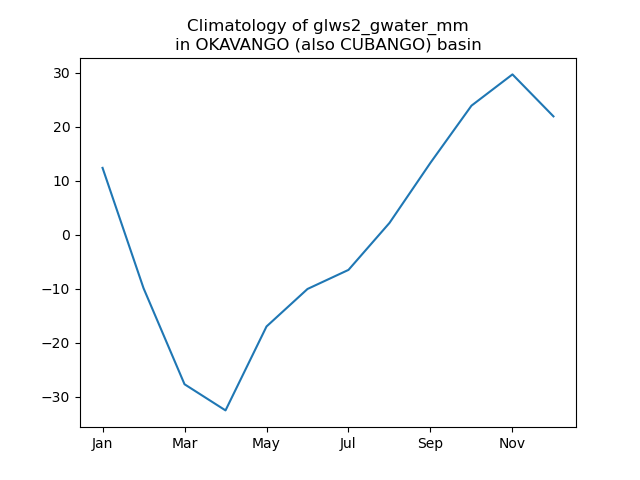 Climatology of glws2_gwater_mm
in OKAVANGO (also CUBANGO) basin
30
20
10
0
−10
−20
−30
Jan Mar May Jul Sep Nov